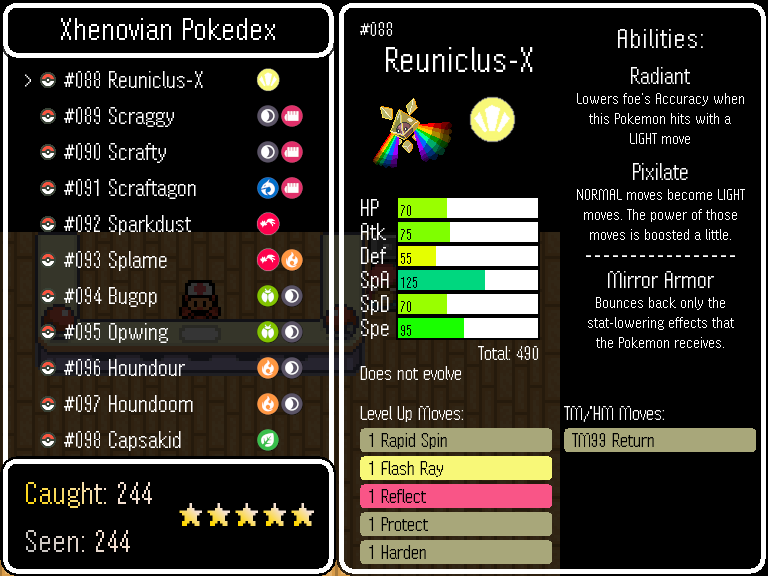 Xhenovian Pokedex
> #088 Reuniclus-X
#089 Scraggy
#090 Scrafty
#091 Scraftagon
#092 Sparkdust
#093 Splame
#094 Bugop
#095 Opwing
#096 Houndour
#097 Houndoom
#098 Capsakid
Caught: 244
Seen: 244
#088
Reuniclus-X
HP 70
Atk 75
Def 55
SpA 125
SpD 70
Spe 95
Total: 490
Does not evolve
Level Up Moves:
1 Rapid Spin
1 Flash Ray
1 Reflect
1 Protect
1 Harden
Abilities:
Radiant
Lowers foe's Accuracy when
this Pokemon hits with a
LIGHT move
Pixilate
NORMAL moves become LIGHT
moves. The power of those
moves is boosted a little.
-----------------
Mirror Armor
Bounces back only the
stat-lowering effects that
the Pokemon receives.
TM/HM Moves:
TM99 Return